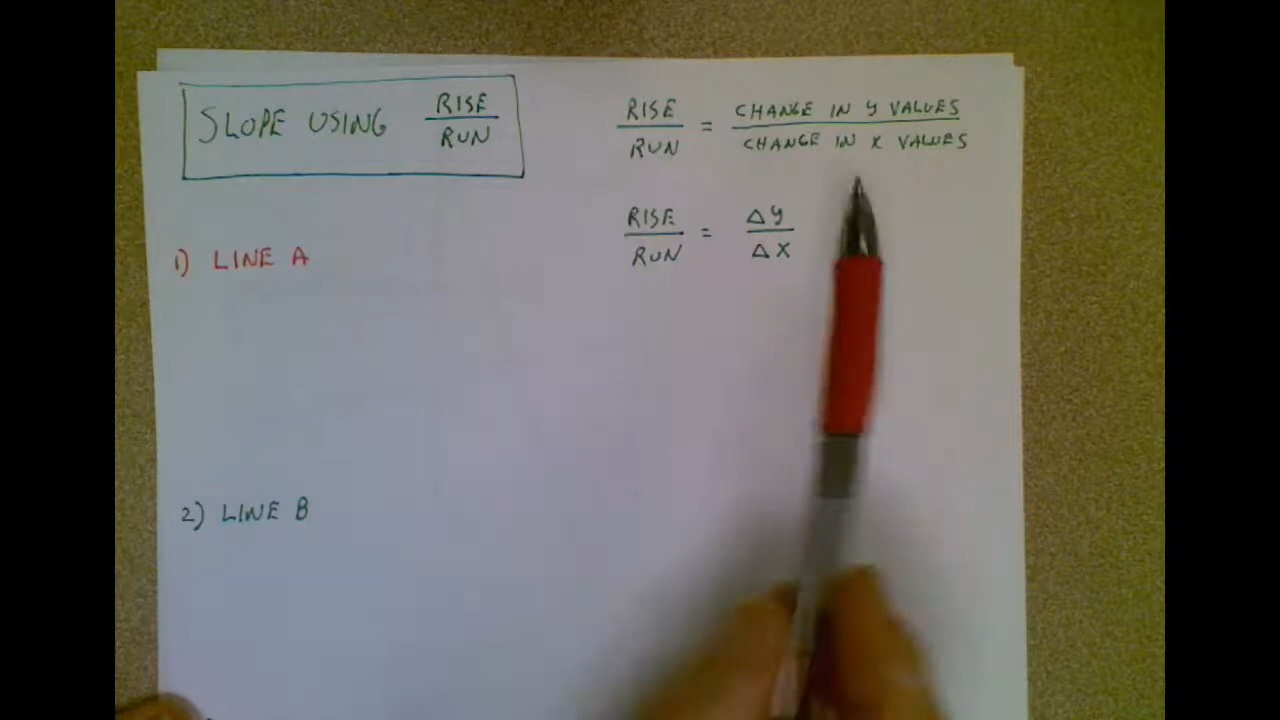 SLOPE USING RISE/RUN
RISE/RUN = CHANGE IN Y VALUES/CHANGE IN X VALUES
RISE/RUN = ΔY/ΔX
1) LINE A
2) LINE B